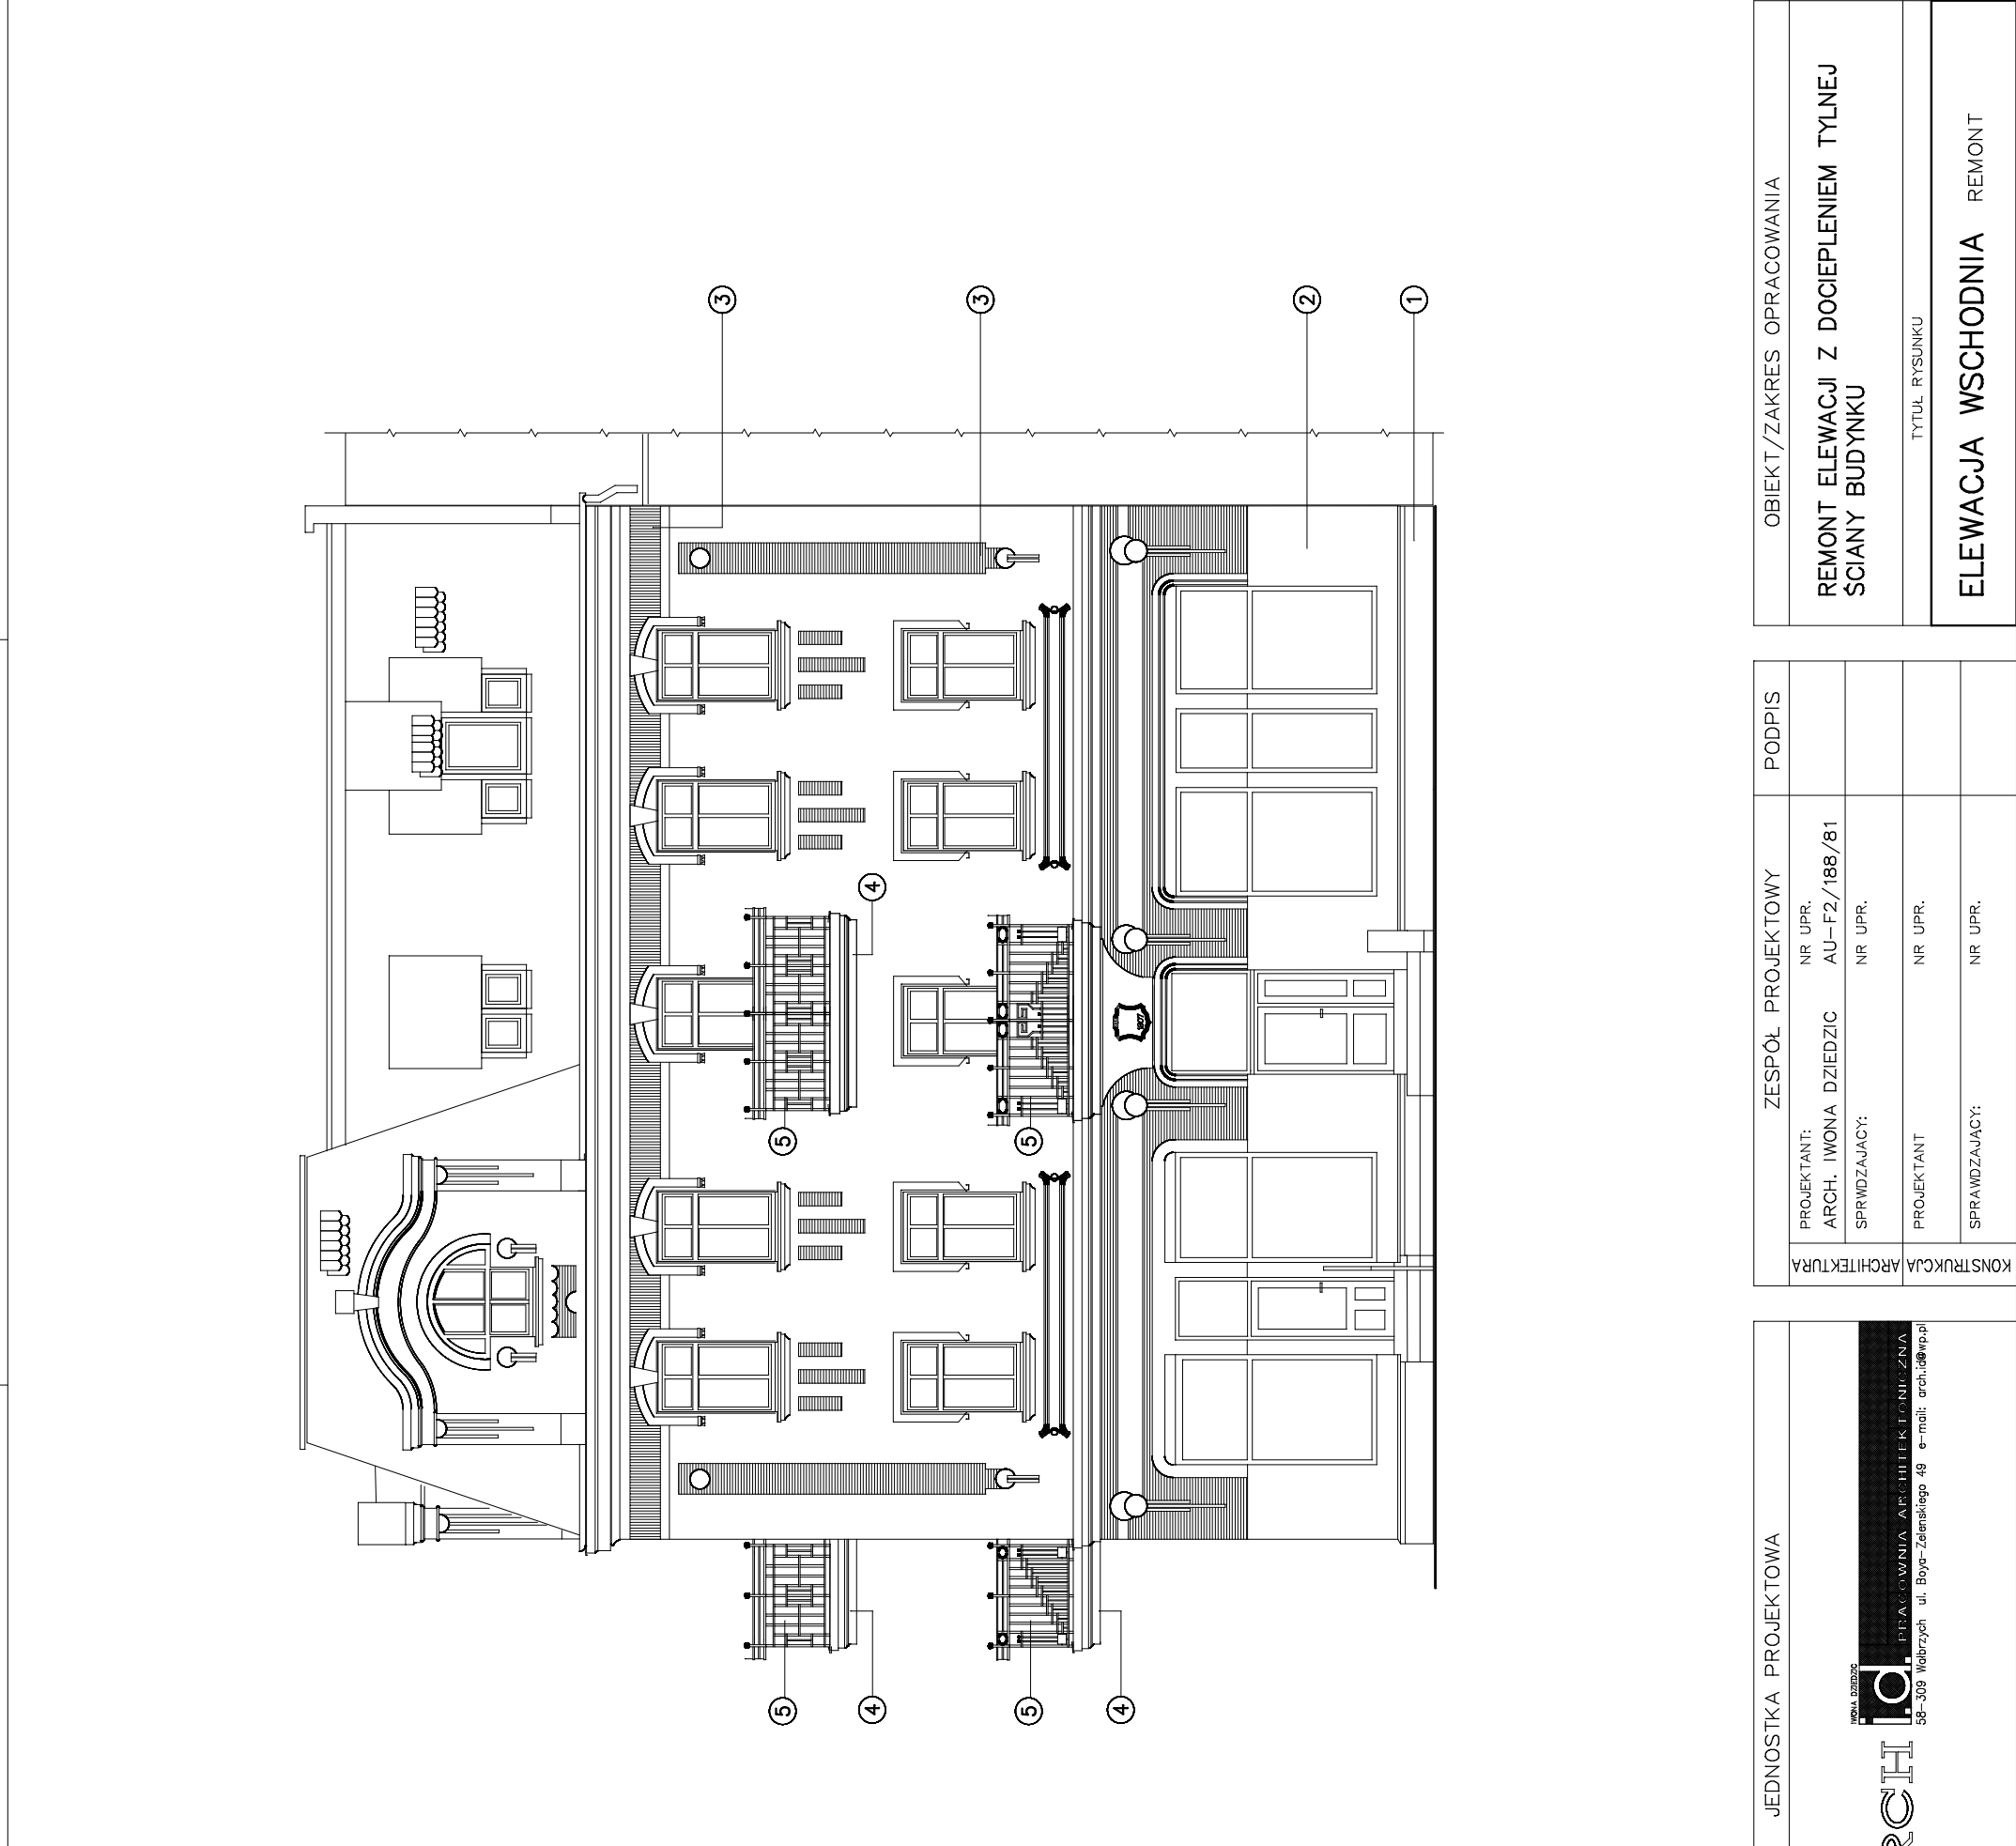 3
3
2
1
4
5
5
5
4
5
4
1907
JEDNOSTKA PROJEKTOWA
IWONA DZIEDZIC
PRACOWNIA ARCHITEKTONICZNA
58-309 Wałbrzych ul. Boya-Żeleńskiego 49 e-mail: arch.id@wp.pl
ZESPÓŁ PROJEKTOWY
PODPIS
ARCHITEKTURA
PROJEKTANT: NR UPR.
ARCH. IWONA DZIEDZIC AU-F2/188/81
SPRWDZAJACY: NR UPR.
KONSTRUKCJA
PROJEKTANT NR UPR.
SPRAWDZAJĄCY: NR UPR.
OBIEKT/ZAKRES OPRACOWANIA
REMONT ELEWACJI Z DOCIEPLENIEM TYLNEJ
ŚCIANY BUDYNKU
TYTUŁ RYSUNKU
ELEWACJA WSCHODNIA REMONT